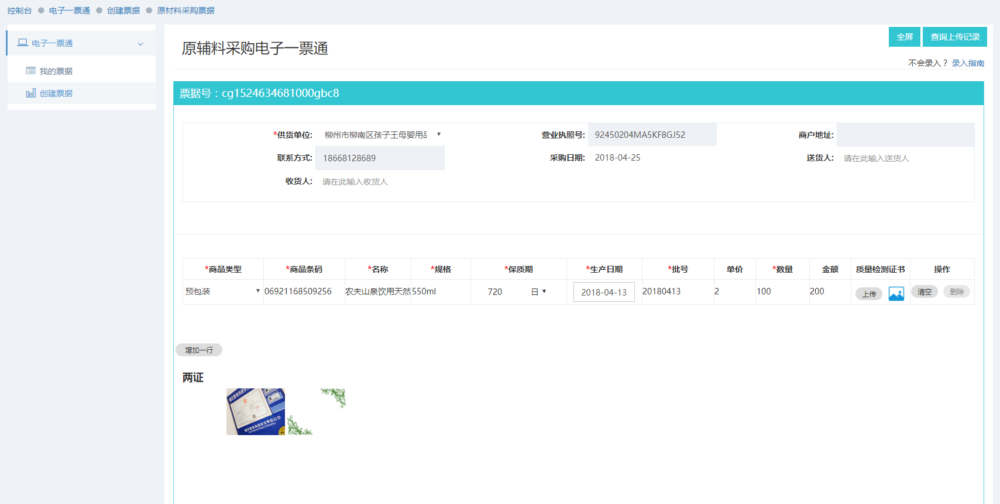 控制台 电子一票通 创建票据 原材料采购票据
电子一票通
我的票据
创建票据
全屏 查询上传记录
原辅料采购电子一票通
不会录入? 录入指南
票据号:cg1524634681000gbc8
*供货单位: 柳州市柳南区孩子王母婴用品 营业执照号: 92450204MA5KF8GJ52 商户地址:
联系方式: 18668128689 采购日期: 2018-04-25 送货人: 请在此输入送货人
收货人: 请在此输入收货人
*商品类型 *商品条码 *名称 *规格 *保质期 *生产日期 *批号 单价 *数量 金额 质量检测证书 操作
预包装 06921168509256 农夫山泉饮用天然 550ml 720 日 2018-04-13 20180413 2 100 200 上传 清空 删除
增加一行
两证